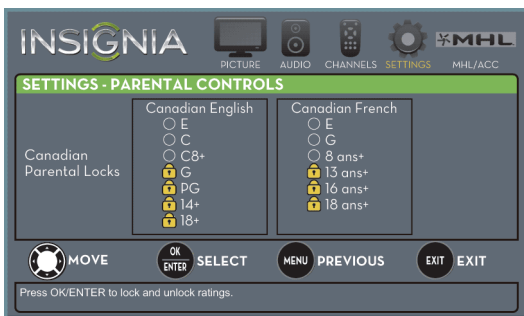 INSIGNIA
PICTURE AUDIO CHANNELS SETTINGS MHL MHL/ACC
SETTINGS - PARENTAL CONTROLS
Canadian Parental Locks
Canadian English
E
C
C8+
G
PG
14+
18+
Canadian French
E
G
8 ans+
13 ans+
16 ans+
18 ans+
MOVE OK ENTER SELECT MENU PREVIOUS EXIT EXIT
Press OK/ENTER to lock and unlock ratings.